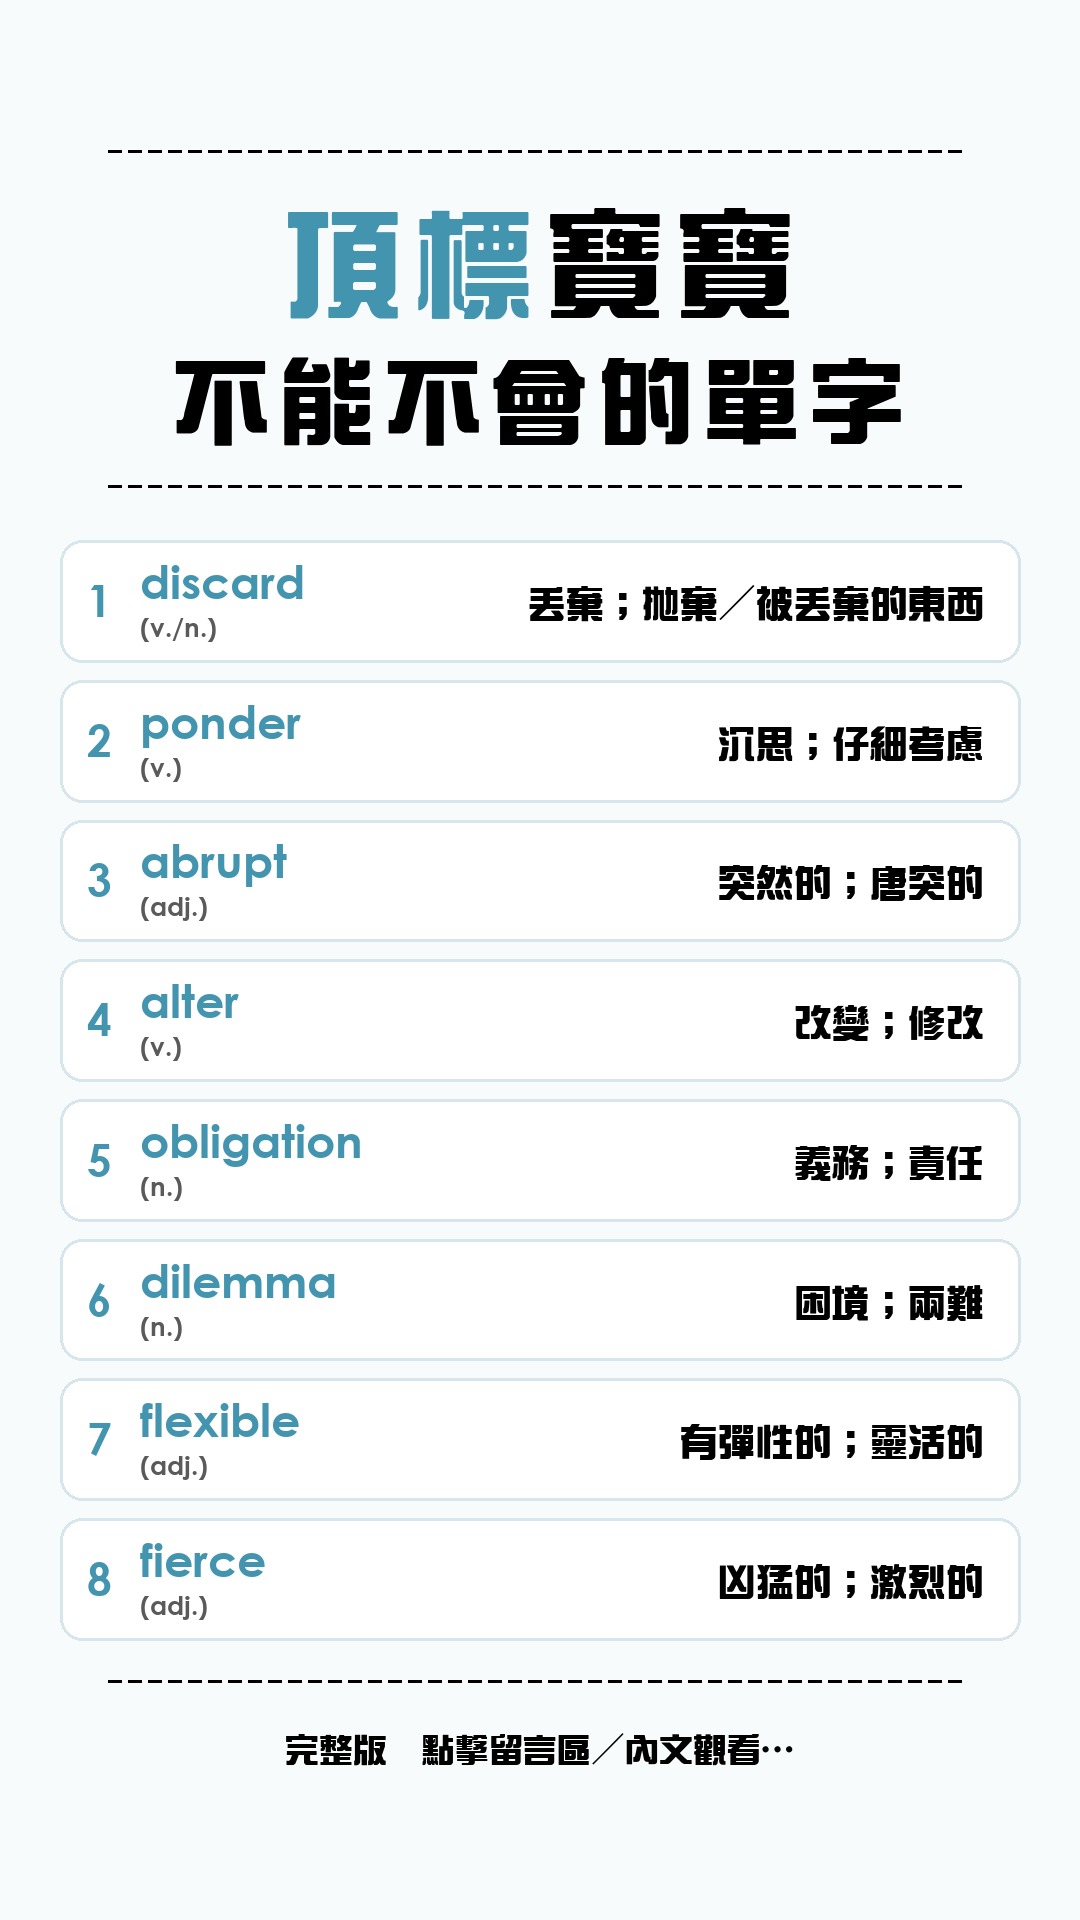 頂標寶寶
不能不會的單字
1 discard 丟棄；拋棄／被丟棄的東西
(v./n.)
2 ponder 沉思；仔細考慮
(v.)
3 abrupt 突然的；唐突的
(adj.)
4 alter 改變；修改
(v.)
5 obligation 義務；責任
(n.)
6 dilemma 困境；兩難
(n.)
7 flexible 有彈性的；靈活的
(adj.)
8 fierce 凶猛的；激烈的
(adj.)
完整版　點擊留言區／內文觀看…